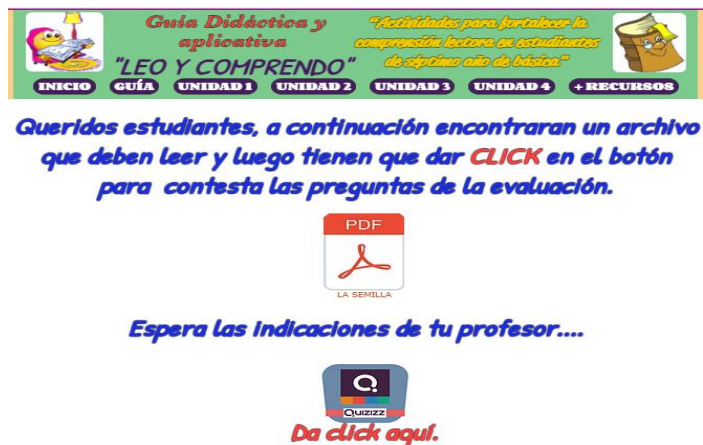 Guía Didáctica y
aplicativa
"LEO Y COMPRENDO"
"Actividades para fortalecer la
comprensión lectora en estudiantes
de séptimo año de básica"
INICIO GUÍA UNIDAD 1 UNIDAD 2 UNIDAD 3 UNIDAD 4 + RECURSOS
Queridos estudiantes, a continuación encontraran un archivo
que deben leer y luego tienen que dar CLICK en el botón
para contesta las preguntas de la evaluación.
PDF
LA SEMILLA
Espera las indicaciones de tu profesor....
Q
QUIZIZZ
Da click aquí.